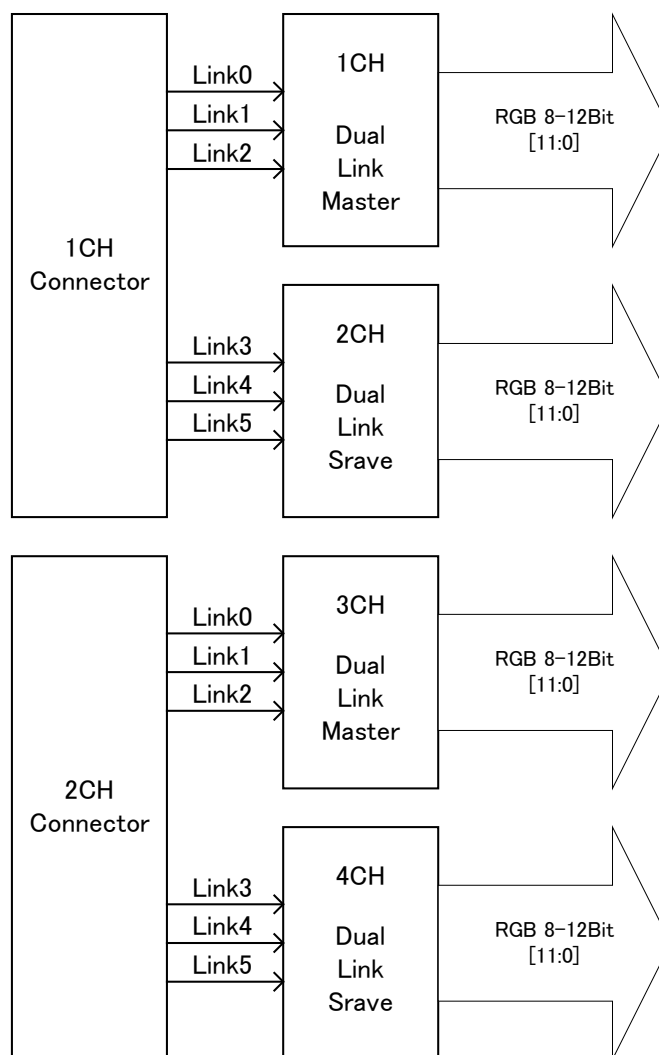 1CH
Connector
Link0
Link1
Link2
1CH
Dual
Link
Master
RGB 8-12Bit
[11:0]
Link3
Link4
Link5
2CH
Dual
Link
Srave
RGB 8-12Bit
[11:0]
2CH
Connector
Link0
Link1
Link2
3CH
Dual
Link
Master
RGB 8-12Bit
[11:0]
Link3
Link4
Link5
4CH
Dual
Link
Srave
RGB 8-12Bit
[11:0]